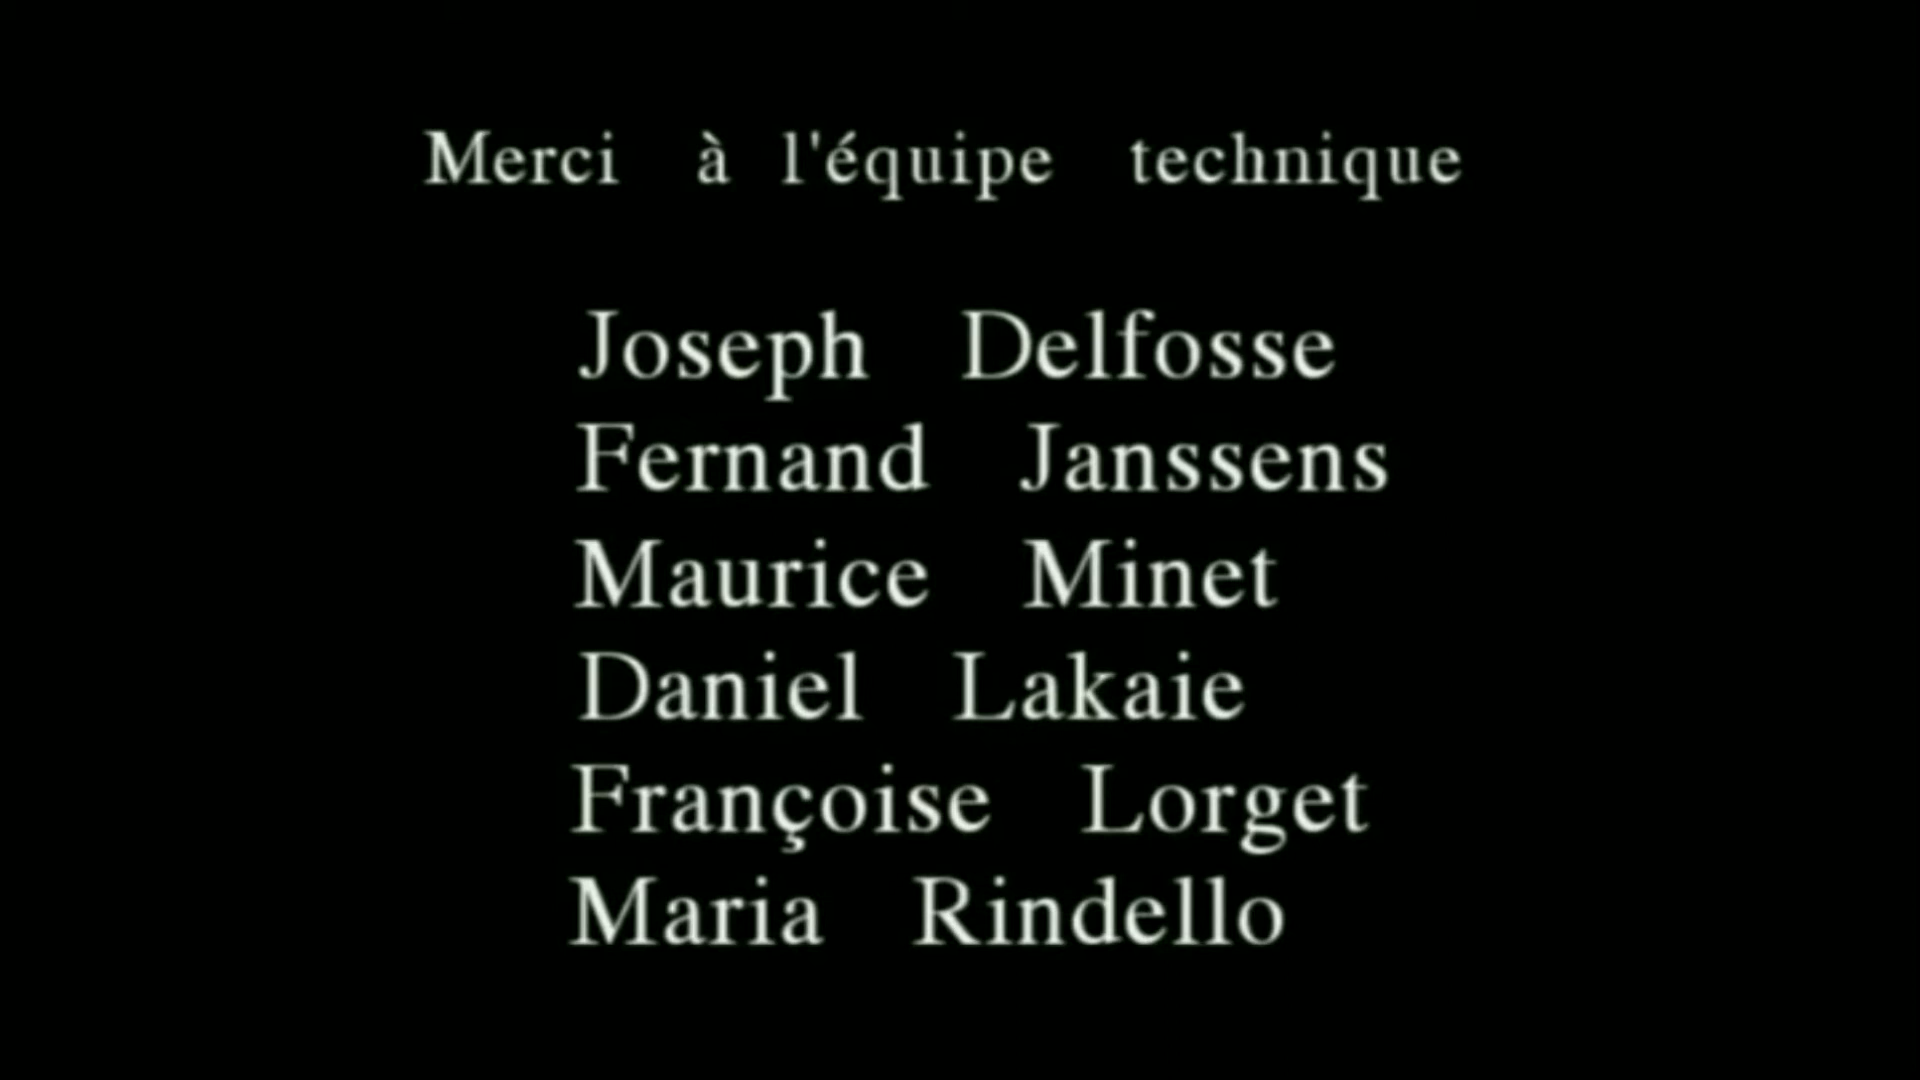 Merci à l'équipe technique
Joseph Delfosse
Fernand Janssens
Maurice Minet
Daniel Lakaie
Françoise Lorget
Maria Rindello